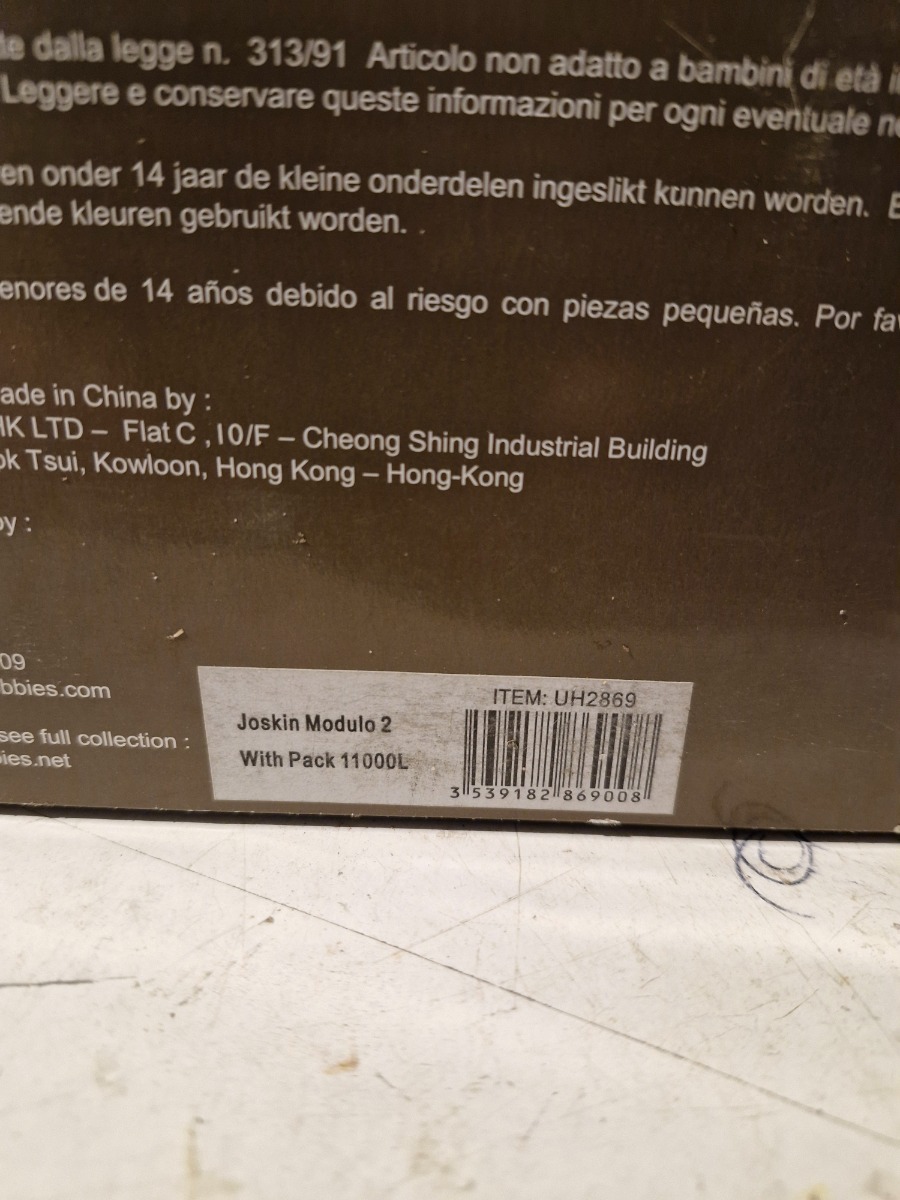 dalla legge n. 313/91 Articolo non adatto a bambini di età
Leggere e conservare queste informazioni per ogni eventuale
en onder 14 jaar de kleine onderdelen ingeslikt kunnen worden.
ende kleuren gebruikt worden.
enores de 14 años debido al riesgo con piezas pequeñas. Por fav
ade in China by :
HK LTD – Flat C ,10/F – Cheong Shing Industrial Building
ok Tsui, Kowloon, Hong Kong – Hong-Kong
by :
09
bbies.com
see full collection :
ies.net
ITEM: UH2869
Joskin Modulo 2
With Pack 11000L
3 539182 869008